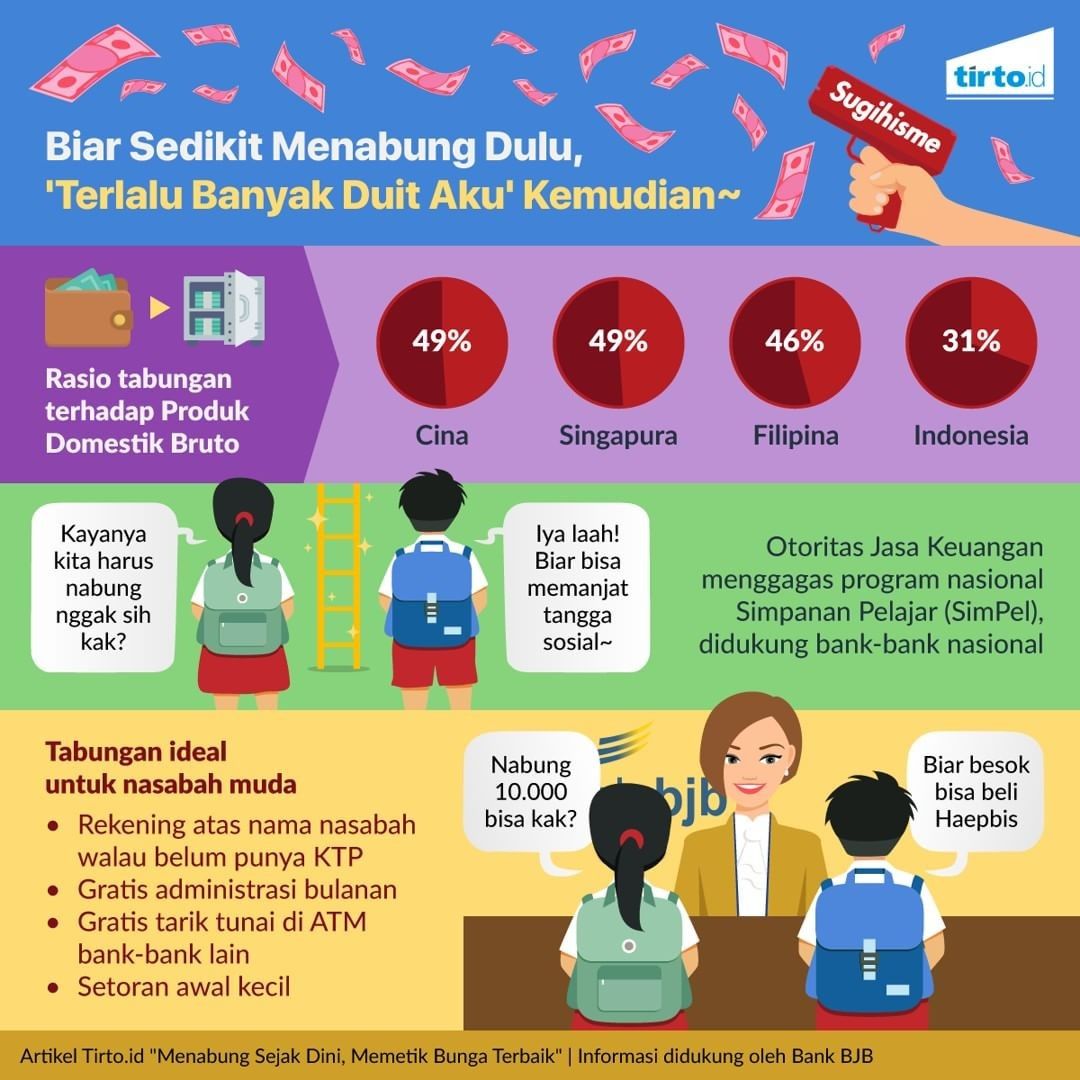 tirto.id
Sugihisme
Biar Sedikit Menabung Dulu,
'Terlalu Banyak Duit Aku' Kemudian~
Rasio tabungan
terhadap Produk
Domestik Bruto
49%
Cina
49%
Singapura
46%
Filipina
31%
Indonesia
Kayanya
kita harus
nabung
nggak sih
kak?
Iya laah!
Biar bisa
memanjat
tangga
sosial~
Otoritas Jasa Keuangan
menggagas program nasional
Simpanan Pelajar (SimPel),
didukung bank-bank nasional
Tabungan ideal
untuk nasabah muda
• Rekening atas nama nasabah
walau belum punya KTP
• Gratis administrasi bulanan
• Gratis tarik tunai di ATM
bank-bank lain
• Setoran awal kecil
Nabung
10.000
bisa kak?
bjb
Biar besok
bisa beli
Haepbis
Artikel Tirto.id "Menabung Sejak Dini, Memetik Bunga Terbaik" | Informasi didukung oleh Bank BJB